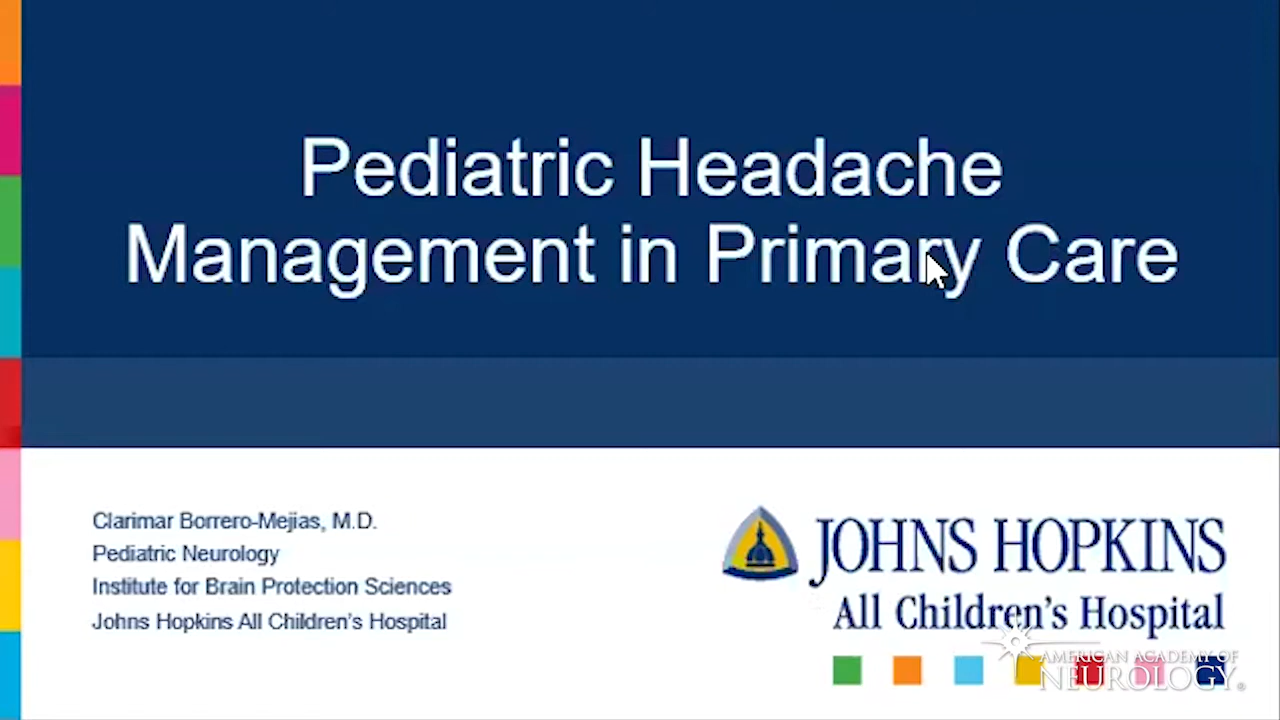 Pediatric Headache
Management in Primary Care
Clarimar Borrero-Mejias, M.D.
Pediatric Neurology
Institute for Brain Protection Sciences
Johns Hopkins All Children's Hospital
JOHNS HOPKINS
All Children's Hospital
AMERICAN ACADEMY OF
NEUROLOGY®